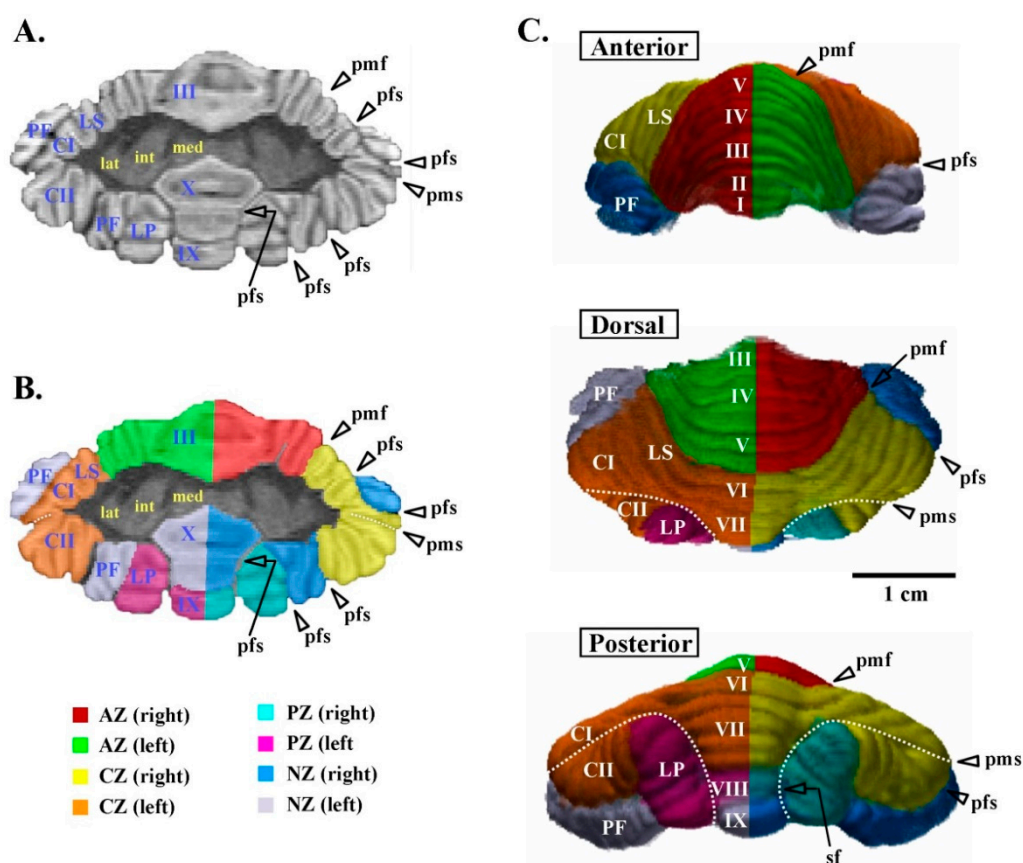 A.
III
pmf
pfs
LS
PF
CI
lat
int
med
pfs
pms
CII
X
PF
LP
IX
pfs
pfs
pfs
B.
III
pmf
pfs
LS
PF
CI
lat
int
med
pfs
pms
CII
X
PF
LP
IX
pfs
pfs
pfs
AZ (right)
AZ (left)
CZ (right)
CZ (left)
PZ (right)
PZ (left
NZ (right)
NZ (left)
C.
Anterior
pmf
V
LS
IV
CI
III
pfs
II
PF
I
Dorsal
III
pmf
PF
IV
V
LS
CI
pfs
VI
CII
pms
LP
VII
1 cm
Posterior
V
pmf
VI
CI
VII
CII
LP
pms
VIII
pfs
PF
IX
sf